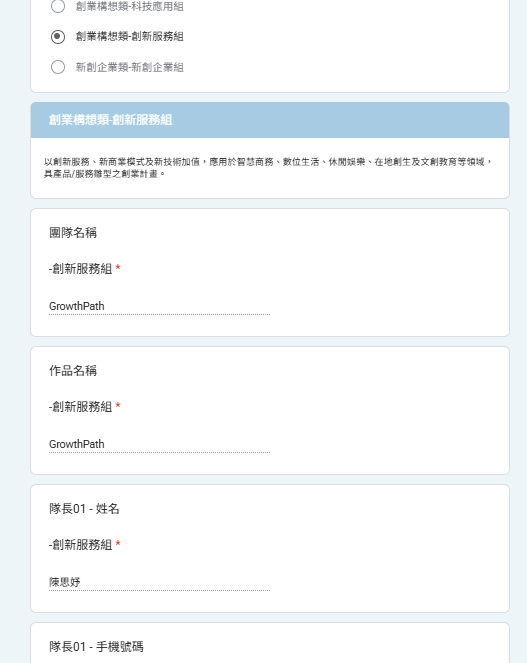 創業構想類-科技應用組
創業構想類-創新服務組
新創企業類-新創企業組
創業構想類-創新服務組
以創新服務、新商業模式及新技術加值，應用於智慧商務、數位生活、休閒娛樂、在地創生及文創教育等領域，
具產品/服務雛型之創業計畫。
團隊名稱
-創新服務組 *
GrowthPath
作品名稱
-創新服務組 *
GrowthPath
隊長01 - 姓名
-創新服務組 *
陳思妤
隊長01 - 手機號碼